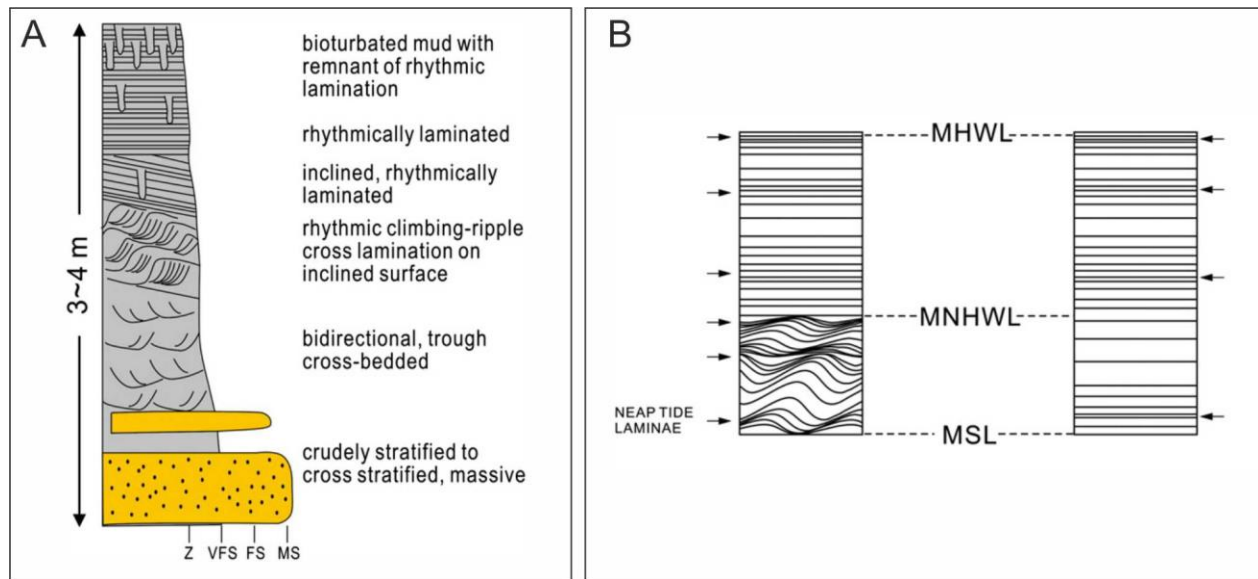 A
bioturbated mud with
remnant of rhythmic
lamination
rhythmically laminated
inclined, rhythmically
laminated
rhythmic climbing-ripple
cross lamination on
inclined surface
bidirectional, trough
cross-bedded
crudely stratified to
cross stratified, massive
3~4 m
Z VFS FS MS
B
MHWL
MNHWL
NEAP TIDE
LAMINAE
MSL